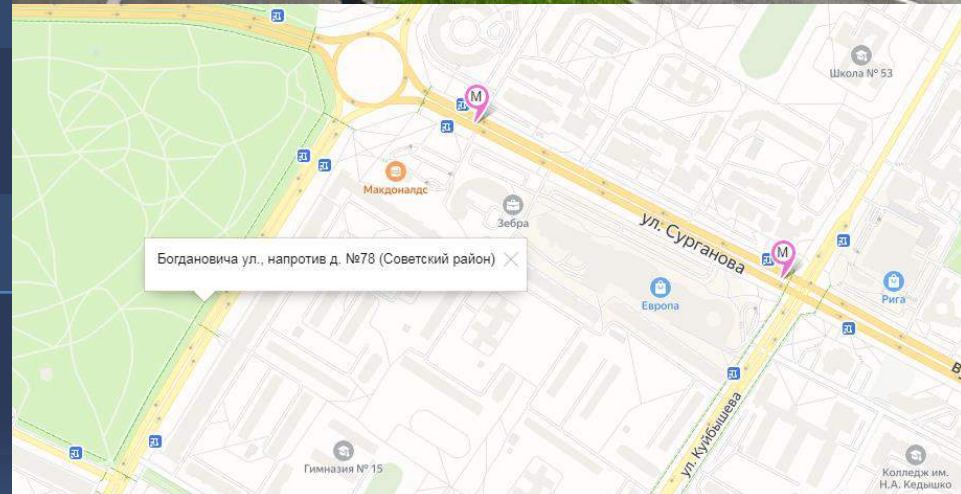 Школа № 53
М
Макдоналдс
Зебра
ул. Сурганова
Богдановича ул., напротив д. №78 (Советский район)
М
Европа
Рига
ул. Куйбышева
Гимназия № 15
Колледж им.
Н.А. Кедышко